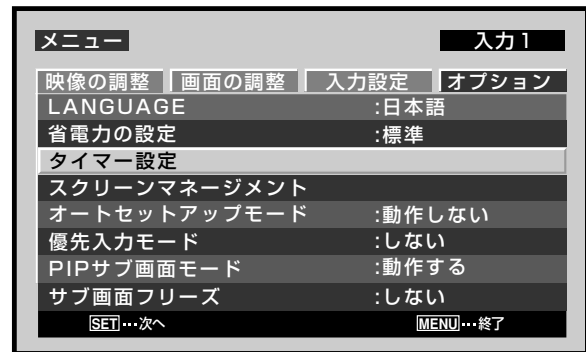 メニュー 入力1
映像の調整 画面の調整 入力設定 オプション
LANGUAGE :日本語
省電力の設定 :標準
タイマー設定
スクリーンマネージメント
オートセットアップモード :動作しない
優先入力モード :しない
PIPサブ画面モード :動作する
サブ画面フリーズ :しない
SET…次へ MENU…終了